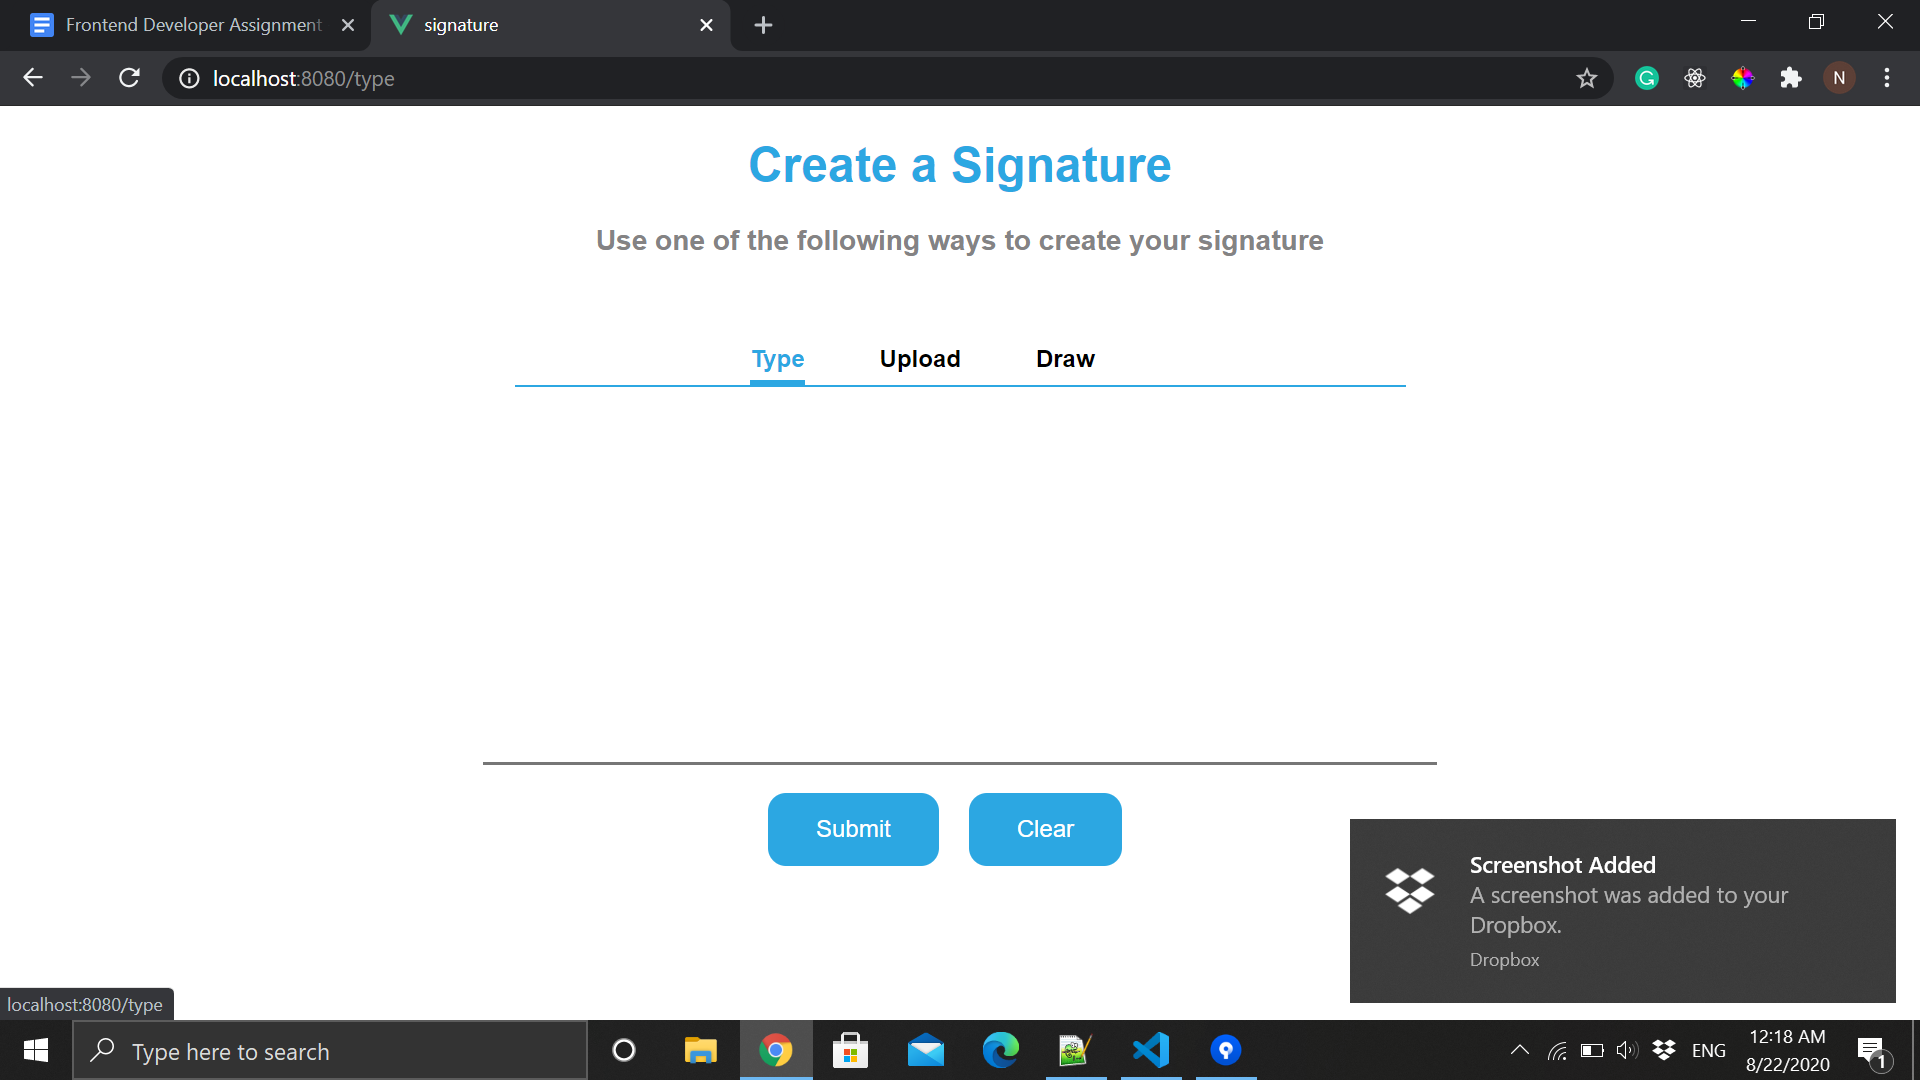 Frontend Developer Assignment
signature
localhost:8080/type
N
Create a Signature
Use one of the following ways to create your signature
Type Upload Draw
Submit Clear
Screenshot Added
A screenshot was added to your
Dropbox.
Dropbox
localhost:8080/type
Type here to search
ENG
12:18 AM
8/22/2020
1